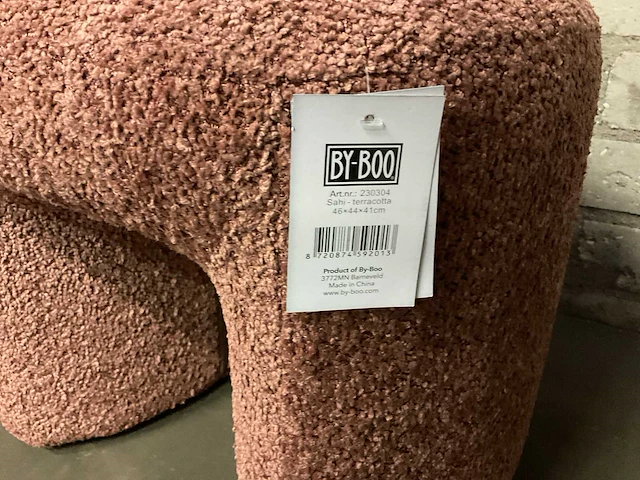 BY-BOO
Art.nr.: 230304
Sahi - terracotta
46×44×41cm
8 720874 592013
Product of By-Boo
3772MN Barneveld
Made in China
www.by-boo.com